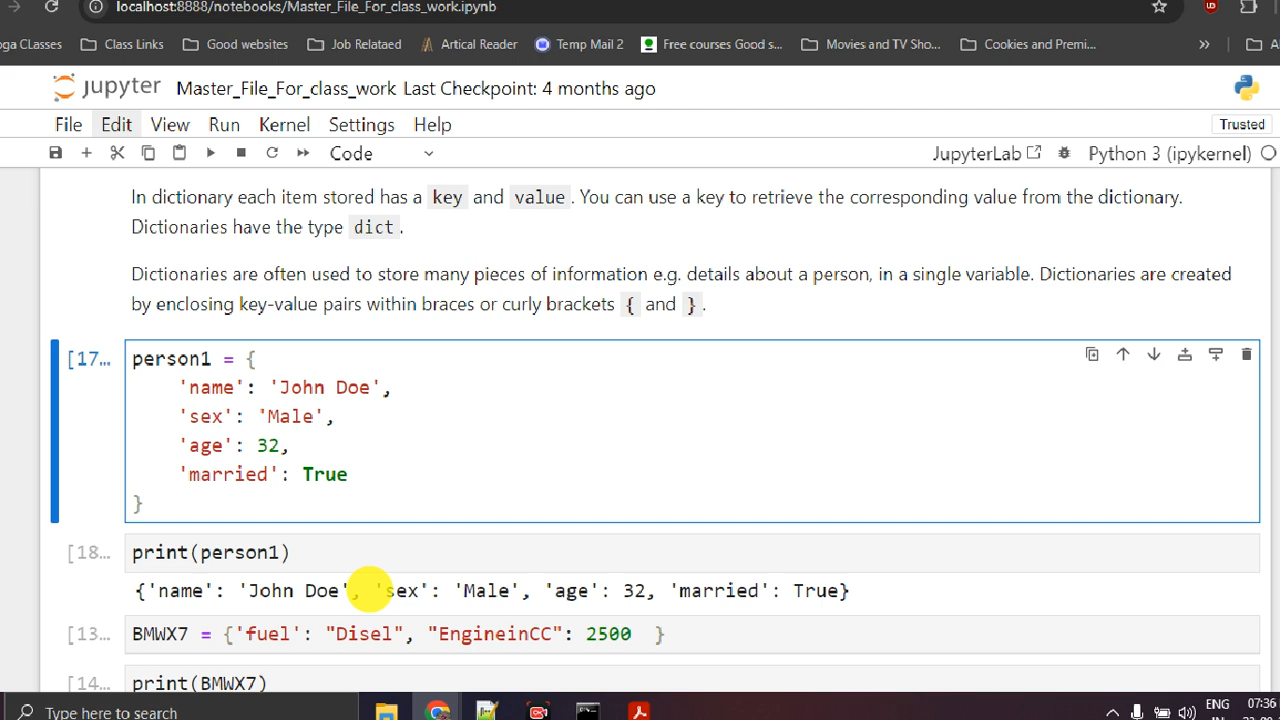 localhost:8888/notebooks/Master_File_For_class_work.ipynb
oga CLasses Class Links Good websites Job Relataed Artical Reader Temp Mail 2 Free courses Good s... Movies and TV Sho... Cookies and Premi... »
jupyter Master_File_For_class_work Last Checkpoint: 4 months ago
File Edit View Run Kernel Settings Help Trusted
Code JupyterLab Python 3 (ipykernel)
In dictionary each item stored has a key and value. You can use a key to retrieve the corresponding value from the dictionary.
Dictionaries have the type dict.
Dictionaries are often used to store many pieces of information e.g. details about a person, in a single variable. Dictionaries are created
by enclosing key-value pairs within braces or curly brackets { and }.
[17... person1 = {
'name': 'John Doe',
'sex': 'Male',
'age': 32,
'married': True
}
[18... print(person1)
{'name': 'John Doe', 'sex': 'Male', 'age': 32, 'married': True}
[13... BMWX7 = {'fuel': "Disel", "EngineinCC": 2500 }
[14... print(BMWX7)
Type here to search ENG 07:36